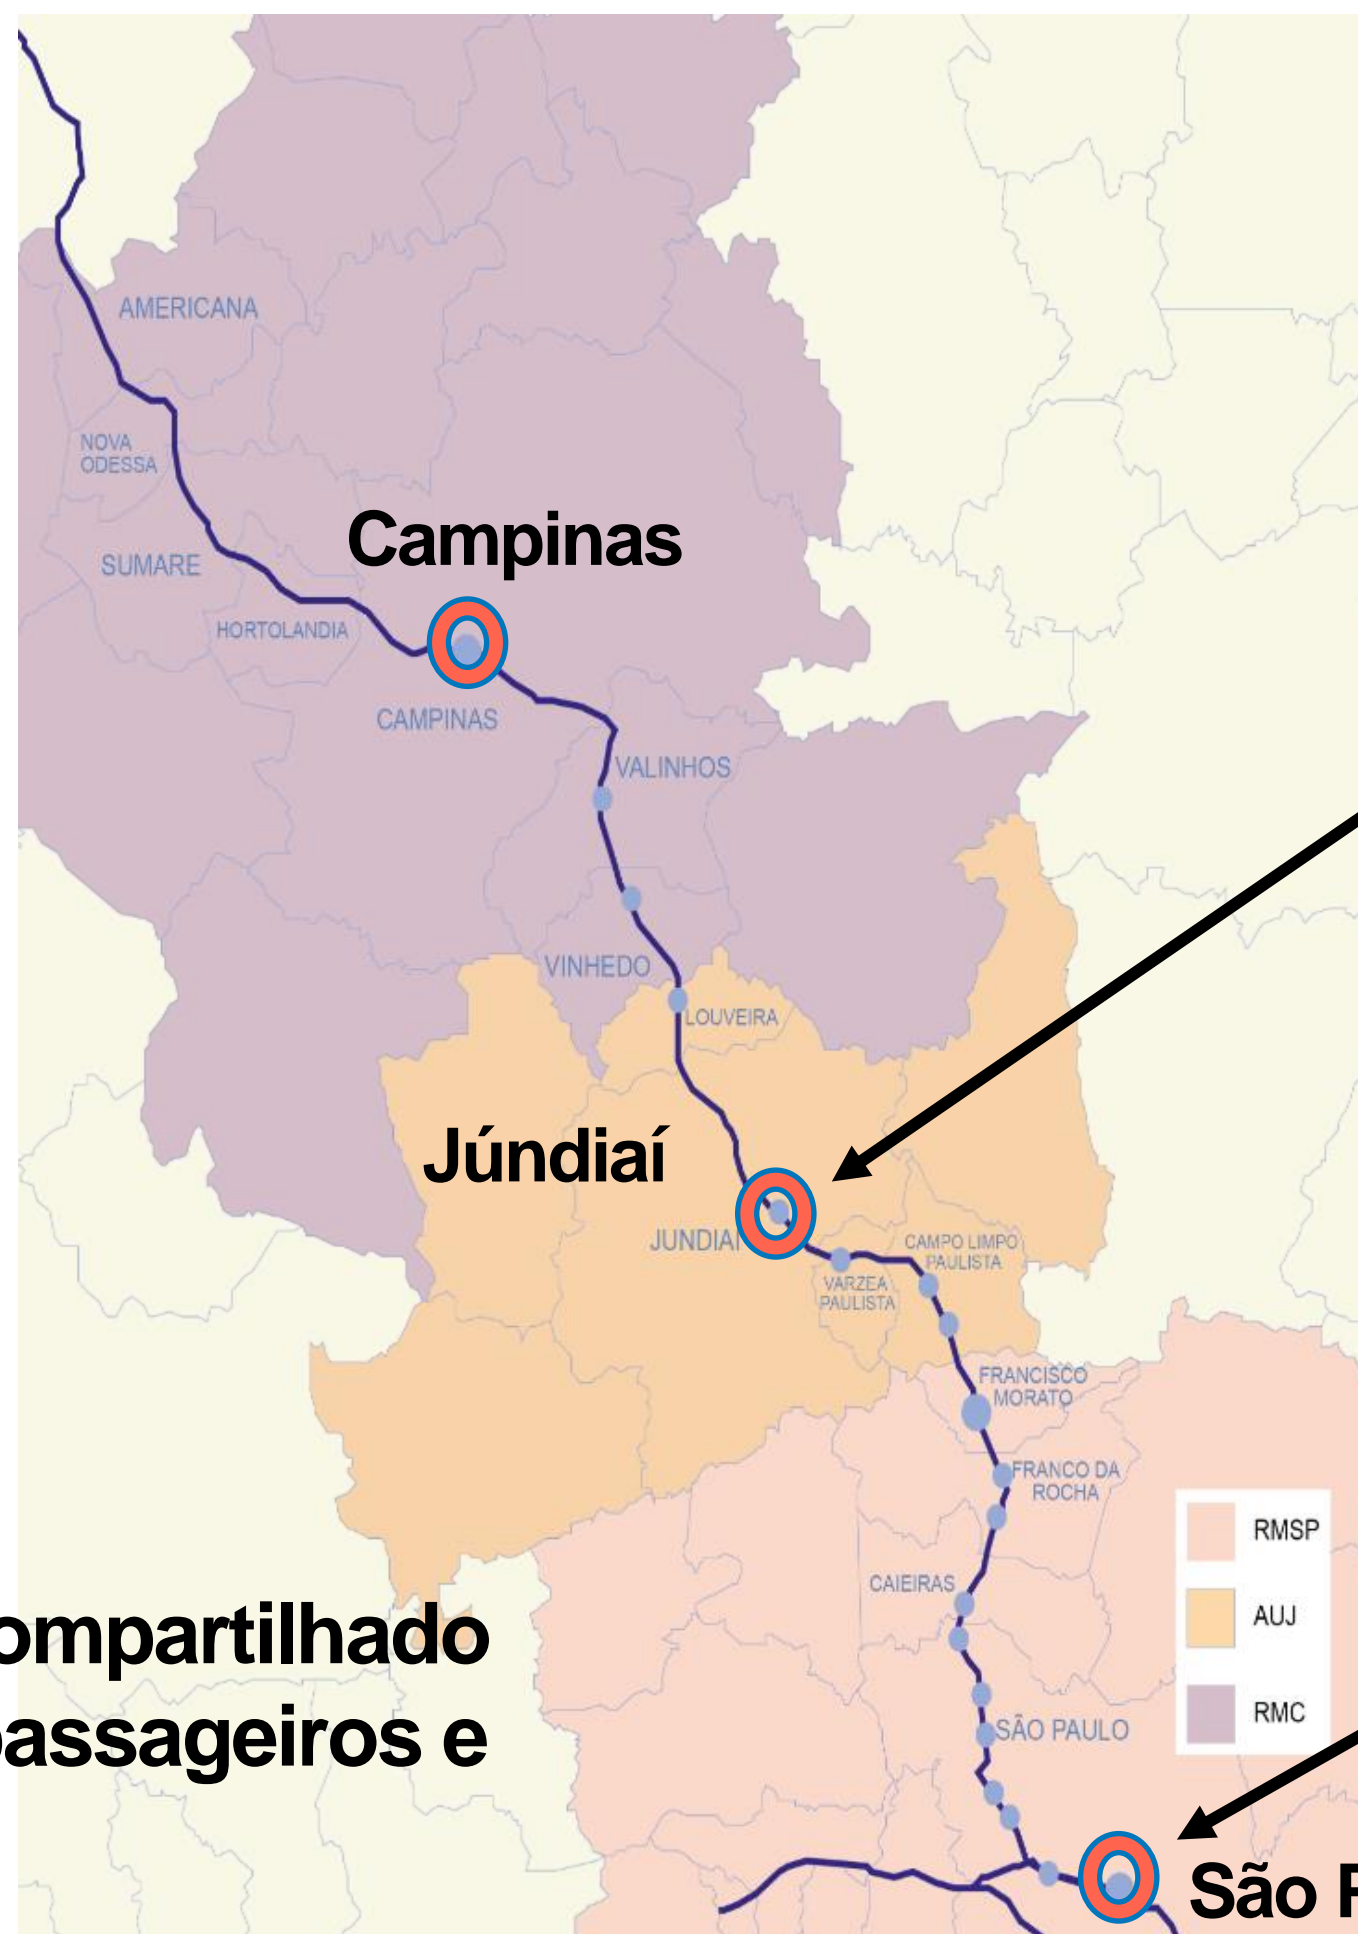 AMERICANA
NOVA
ODESSA
Campinas
SUMARE
HORTOLANDIA
CAMPINAS
VALINHOS
VINHEDO
LOUVEIRA
Júndiaí
JUNDIAI
CAMPO LIMPO
PAULISTA
VARZEA
PAULISTA
FRANCISCO
MORATO
FRANCO DA
ROCHA
RMSP
CAIEIRAS
AUJ
ompartilhado
RMC
SÃO PAULO
passageiros e
São P